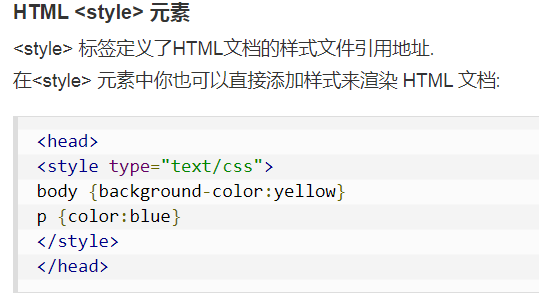 HTML <style> 元素
<style> 标签定义了HTML文档的样式文件引用地址.
在<style> 元素中你也可以直接添加样式来渲染 HTML 文档:
<head>
<style type="text/css">
body {background-color:yellow}
p {color:blue}
</style>
</head>